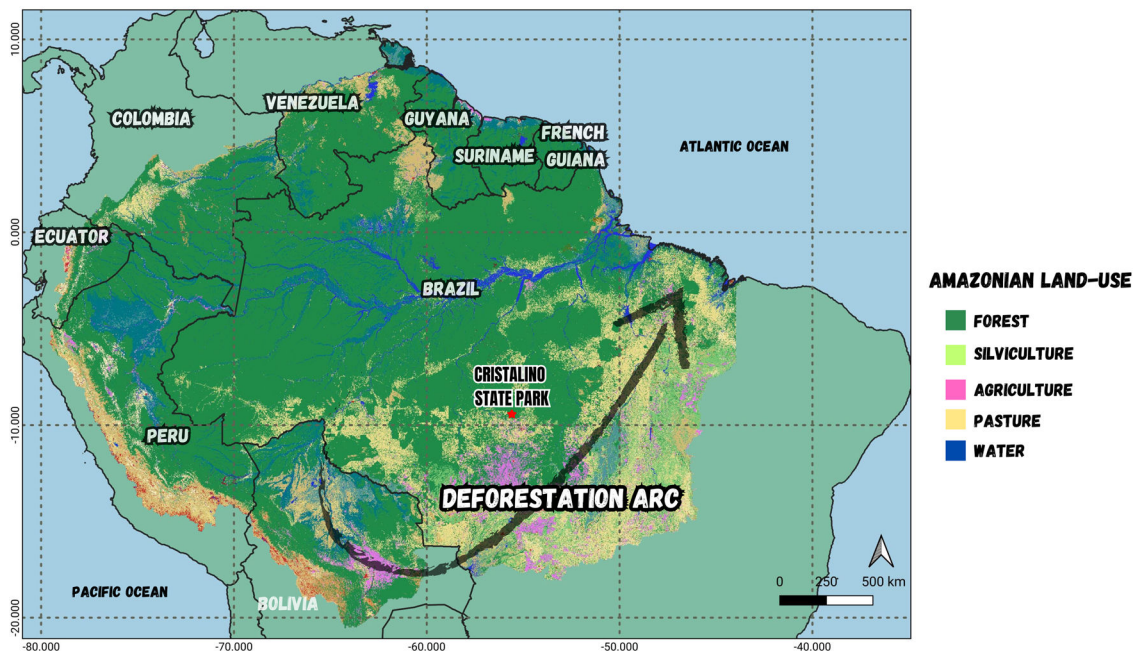 10.000
0.000
-10.000
-20.000
-80.000
-70.000
-60.000
-50.000
-40.000
COLOMBIA
VENEZUELA
GUYANA
SURINAME
FRENCH
GUIANA
ATLANTIC OCEAN
ECUATOR
BRAZIL
CRISTALINO
STATE PARK
PERU
DEFORESTATION ARC
PACIFIC OCEAN
BOLIVIA
0 250 500 km
AMAZONIAN LAND-USE
FOREST
SILVICULTURE
AGRICULTURE
PASTURE
WATER